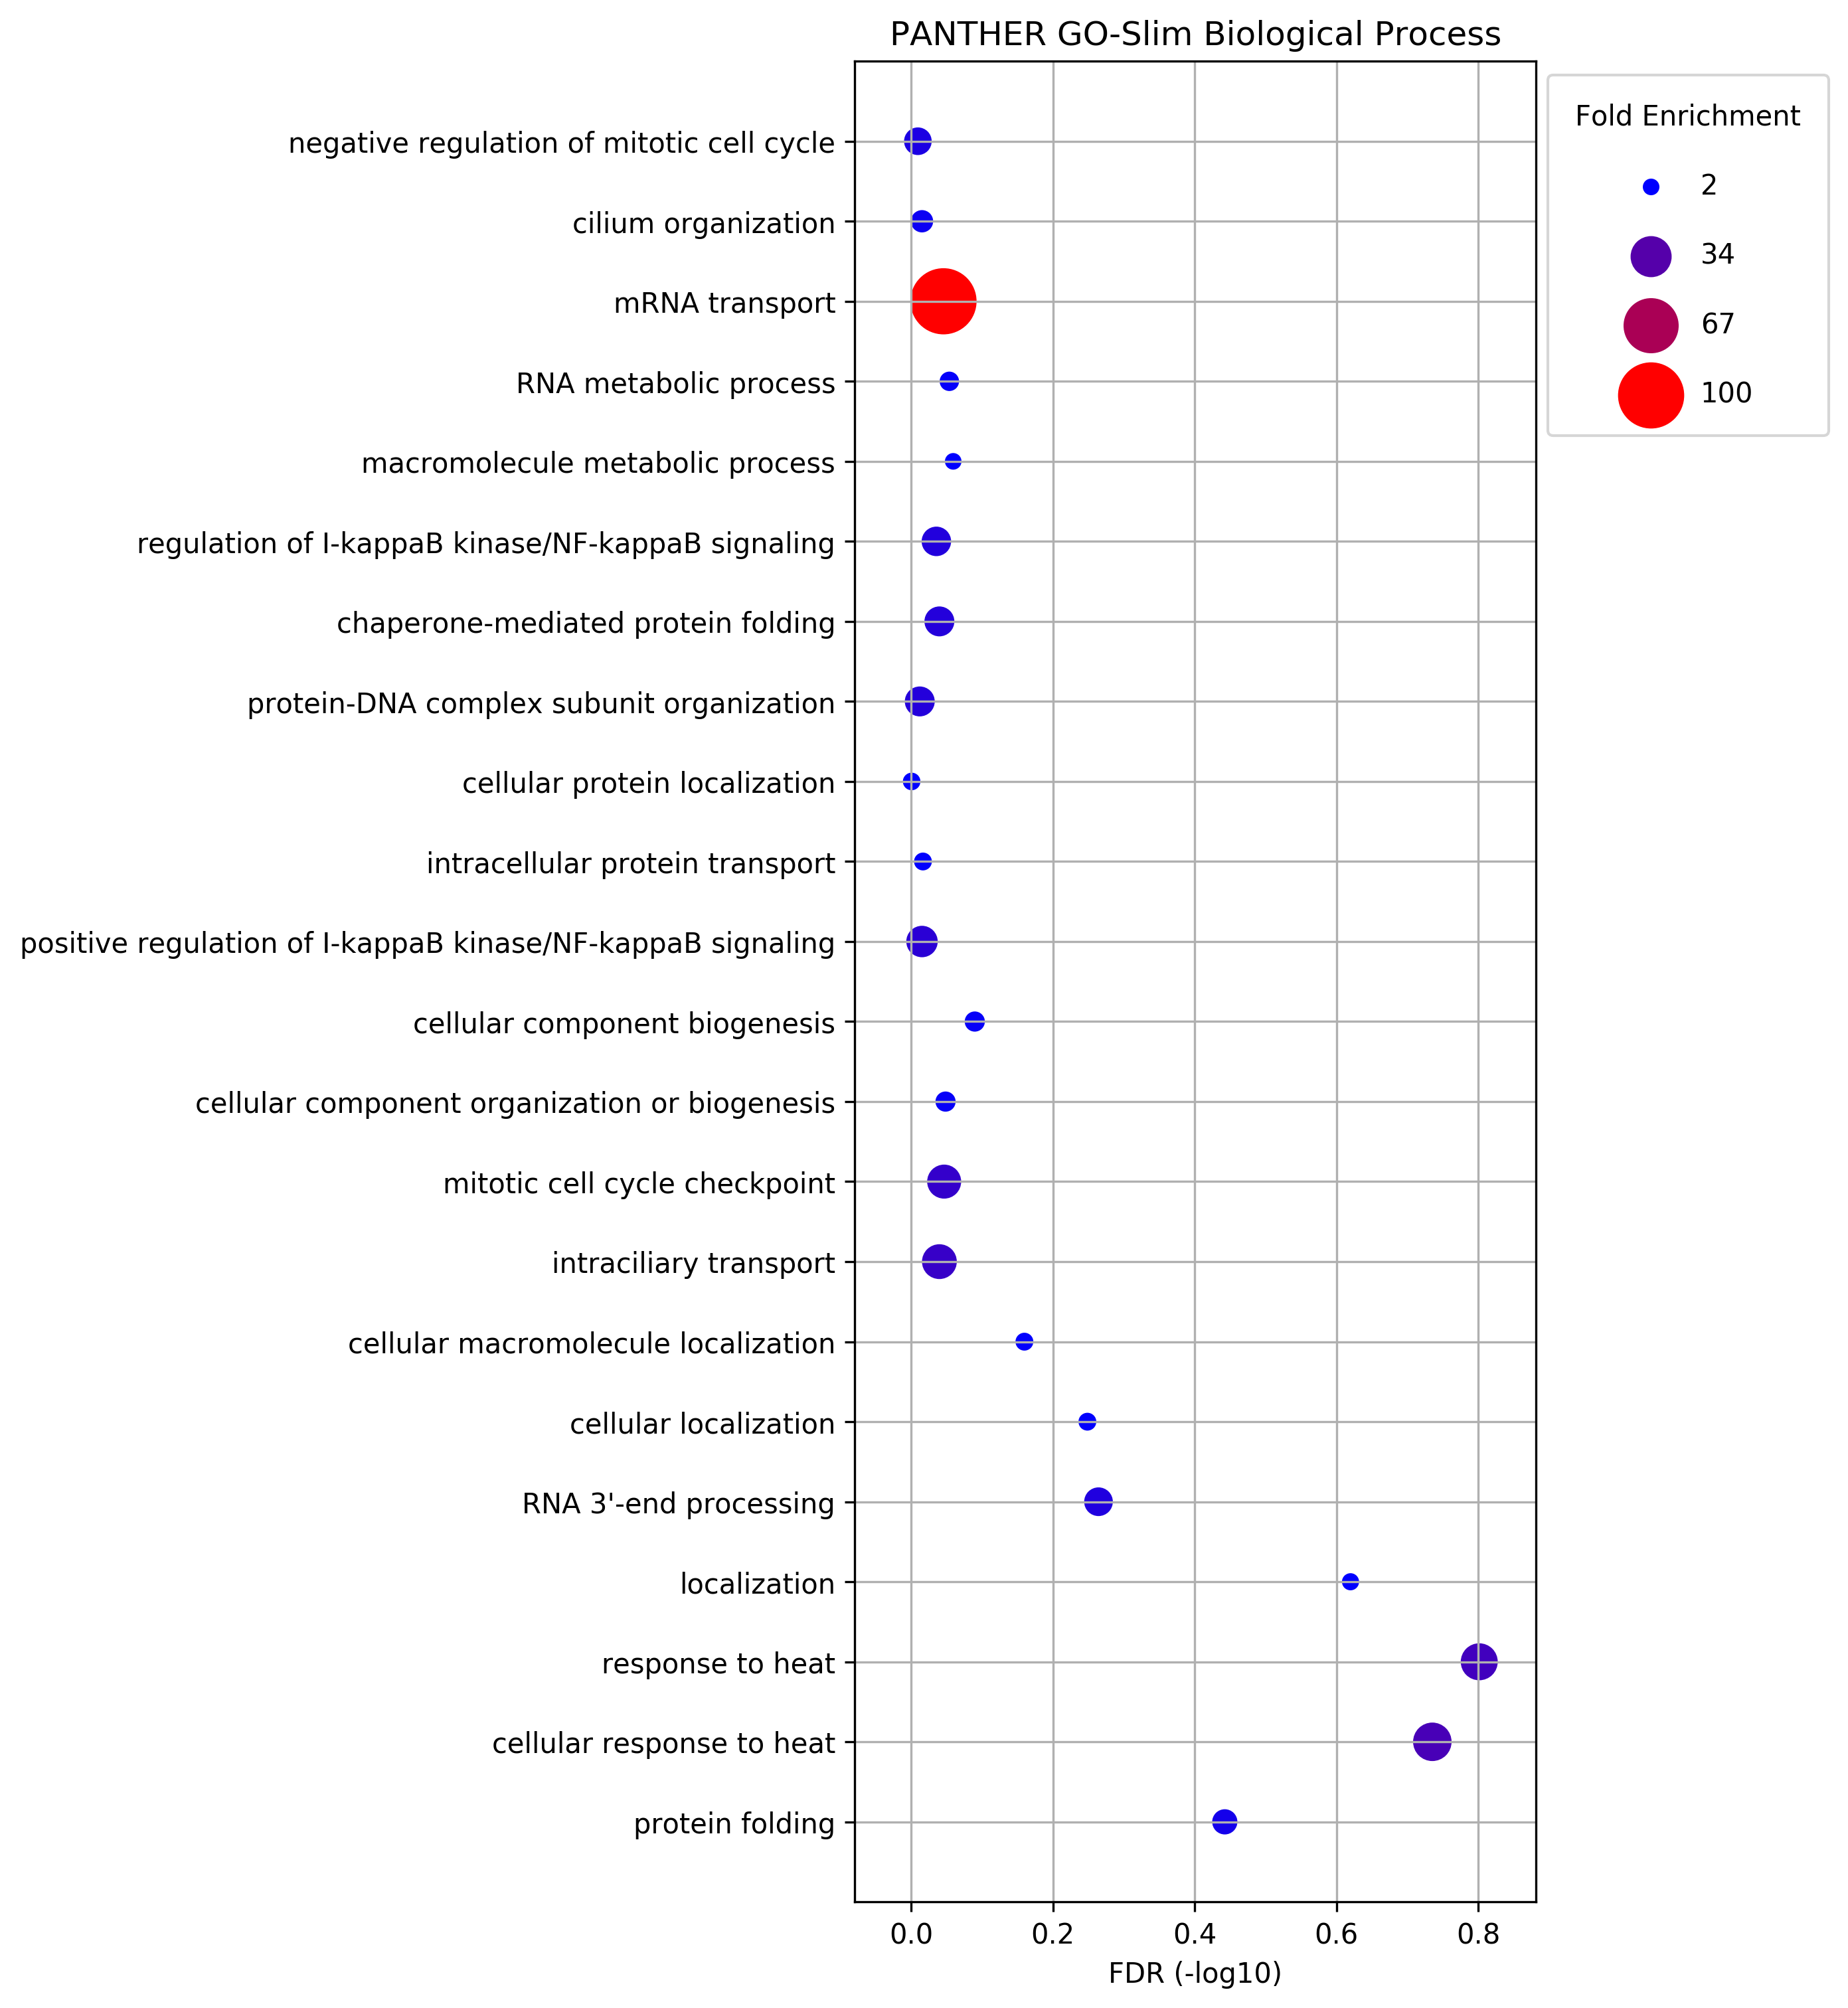 PANTHER GO-Slim Biological Process
Fold Enrichment
2
34
67
100
negative regulation of mitotic cell cycle
cilium organization
mRNA transport
RNA metabolic process
macromolecule metabolic process
regulation of I-kappaB kinase/NF-kappaB signaling
chaperone-mediated protein folding
protein-DNA complex subunit organization
cellular protein localization
intracellular protein transport
positive regulation of I-kappaB kinase/NF-kappaB signaling
cellular component biogenesis
cellular component organization or biogenesis
mitotic cell cycle checkpoint
intraciliary transport
cellular macromolecule localization
cellular localization
RNA 3'-end processing
localization
response to heat
cellular response to heat
protein folding
0.0 0.2 0.4 0.6 0.8
FDR (-log10)